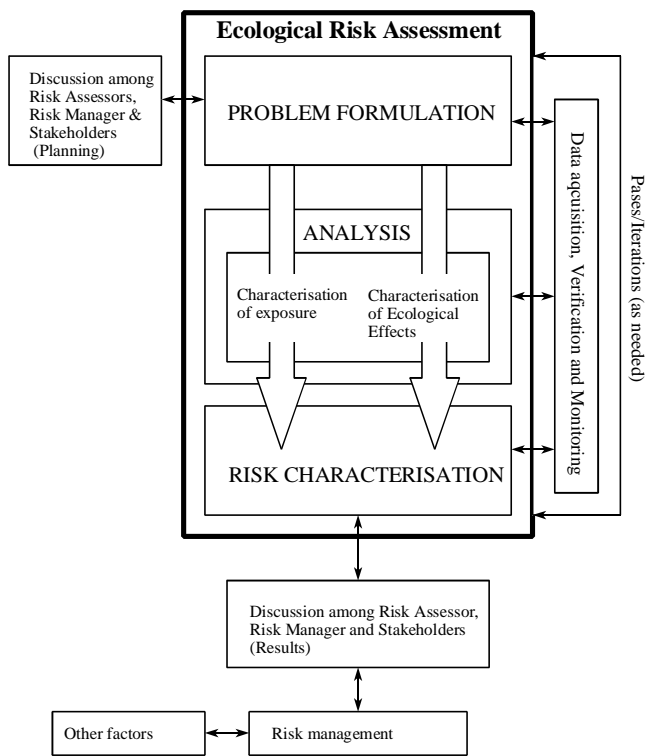 Ecological Risk Assessment
Discussion among
Risk Assessors,
Risk Manager &
Stakeholders
(Planning)
PROBLEM FORMULATION
ANALYSIS
Characterisation
of exposure
Characterisation
of Ecological
Effects
RISK CHARACTERISATION
Data aqcuisition, Verification and Monitoring
Pases/Iterations (as needed)
Discussion among Risk Assessor,
Risk Manager and Stakeholders
(Results)
Other factors
Risk management